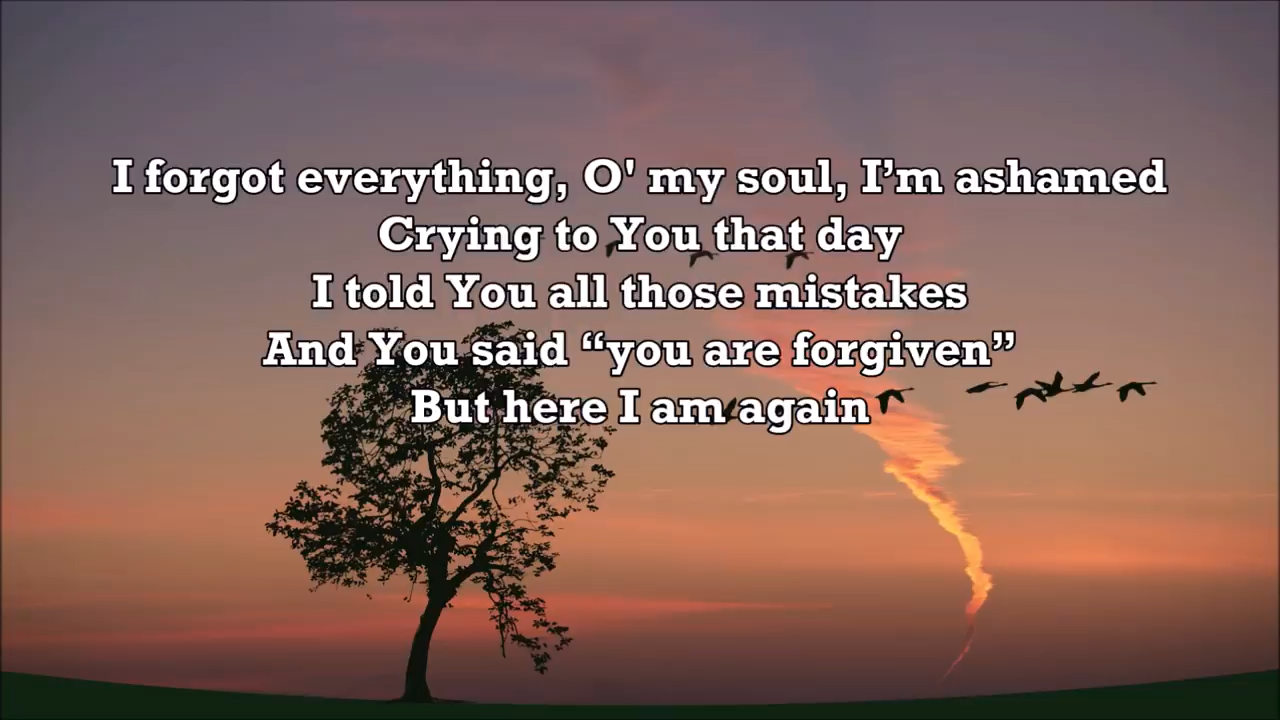 I forgot everything, O' my soul, I’m ashamed
Crying to You that day
I told You all those mistakes
And You said “you are forgiven”
But here I am again